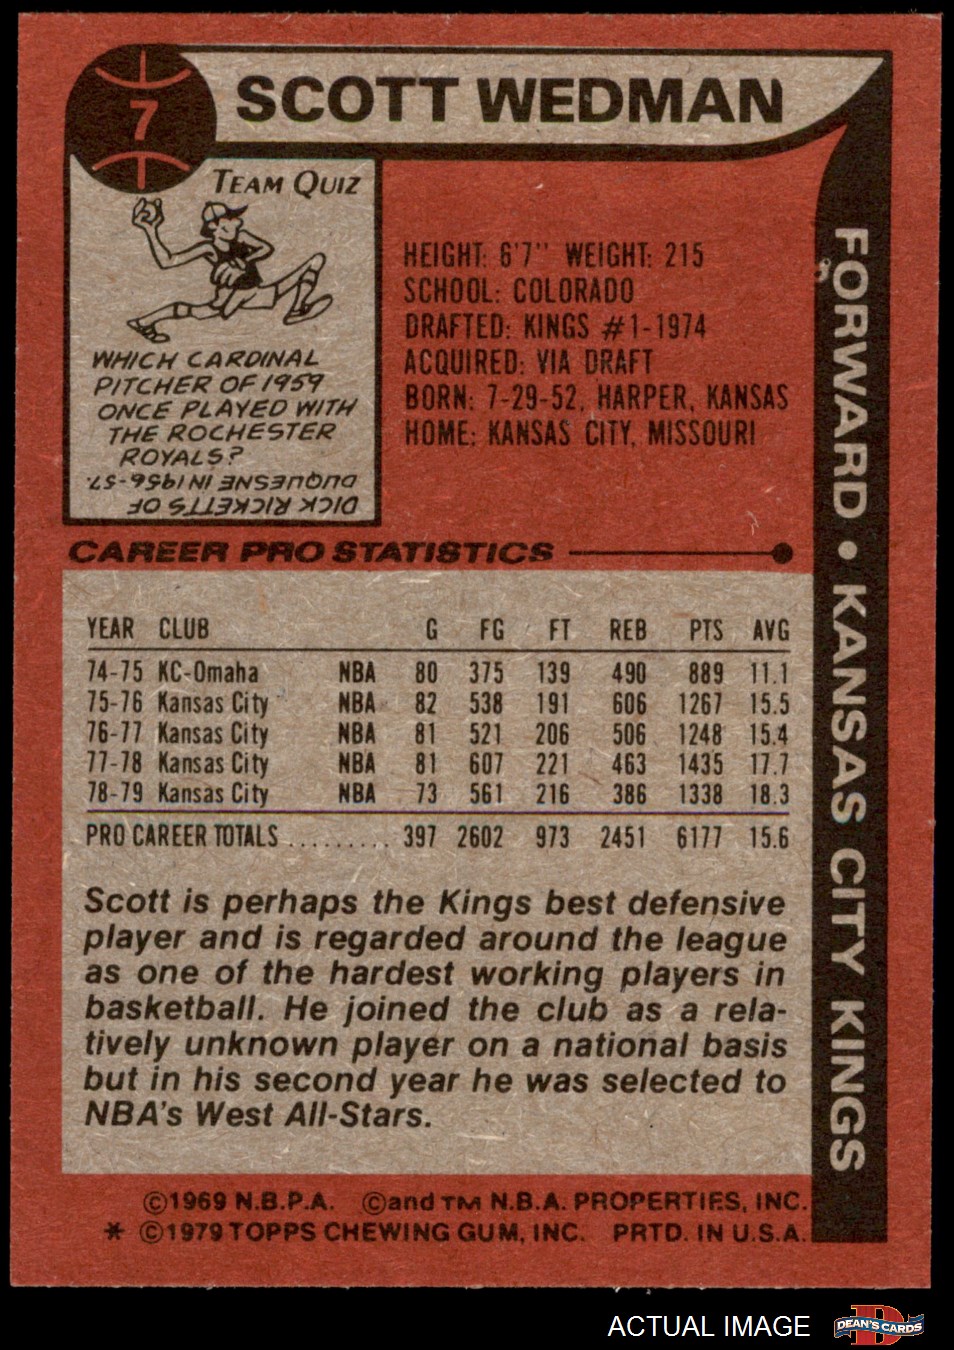 7
SCOTT WEDMAN
TEAM QUIZ
WHICH CARDINAL
PITCHER OF 1959
ONCE PLAYED WITH
THE ROCHESTER
ROYALS?
DICK RICKETTS OF
DUQUESNE IN 1956-57.
HEIGHT: 6'7" WEIGHT: 215
SCHOOL: COLORADO
DRAFTED: KINGS #1-1974
ACQUIRED: VIA DRAFT
BORN: 7-29-52, HARPER, KANSAS
HOME: KANSAS CITY, MISSOURI
FORWARD • KANSAS CITY KINGS
CAREER PRO STATISTICS
YEAR CLUB G FG FT REB PTS AVG
74-75 KC-Omaha NBA 80 375 139 490 889 11.1
75-76 Kansas City NBA 82 538 191 606 1267 15.5
76-77 Kansas City NBA 81 521 206 506 1248 15.4
77-78 Kansas City NBA 81 607 221 463 1435 17.7
78-79 Kansas City NBA 73 561 216 386 1338 18.3
PRO CAREER TOTALS ......... 397 2602 973 2451 6177 15.6
Scott is perhaps the Kings best defensive
player and is regarded around the league
as one of the hardest working players in
basketball. He joined the club as a rela-
tively unknown player on a national basis
but in his second year he was selected to
NBA's West All-Stars.
©1969 N.B.P.A. ©and TM N.B.A. PROPERTIES, INC.
* ©1979 TOPPS CHEWING GUM, INC. PRTD. IN U.S.A.
ACTUAL IMAGE
D
DEAN'S CARDS